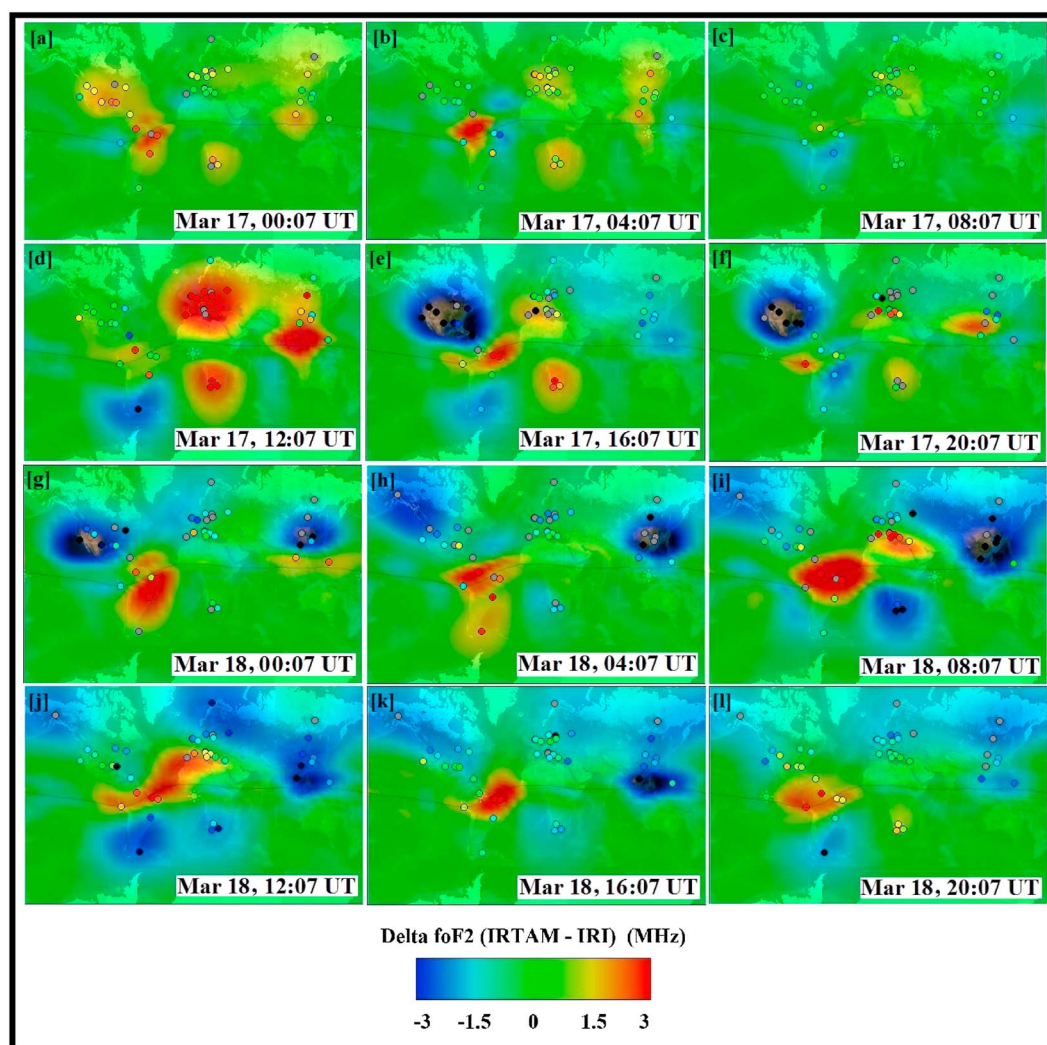 [a]
Mar 17, 00:07 UT
[b]
Mar 17, 04:07 UT
[c]
Mar 17, 08:07 UT
[d]
Mar 17, 12:07 UT
[e]
Mar 17, 16:07 UT
[f]
Mar 17, 20:07 UT
[g]
Mar 18, 00:07 UT
[h]
Mar 18, 04:07 UT
[i]
Mar 18, 08:07 UT
[j]
Mar 18, 12:07 UT
[k]
Mar 18, 16:07 UT
[l]
Mar 18, 20:07 UT
Delta foF2 (IRTAM - IRI) (MHz)
-3 -1.5 0 1.5 3